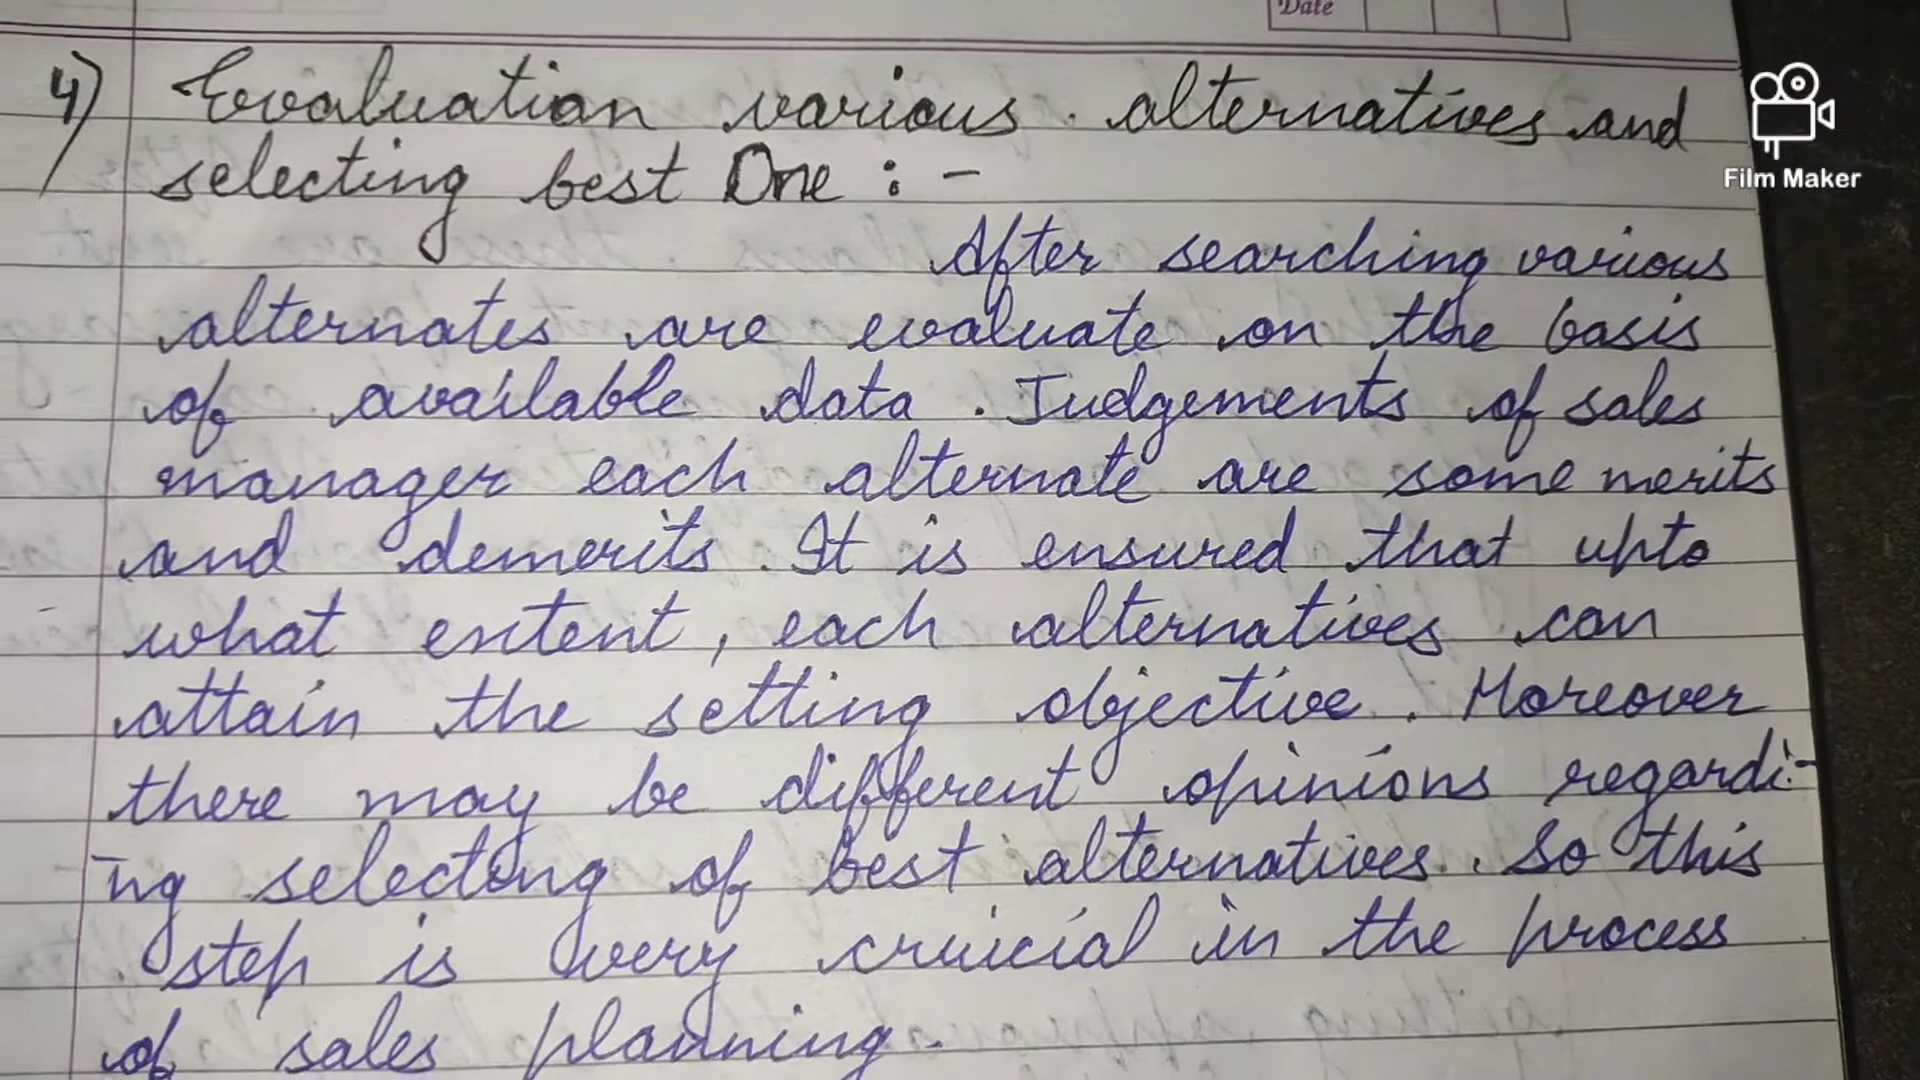 Date
4) Evaluation various alternatives and
selecting best One :-
After searching various
alternates are evaluate on the basis
of available data. Judgements of sales
manager each alternate are some merits
and demerits. It is ensured that upto
what extent, each alternatives can
attain the setting objective. Moreover
there may be different opinions regardi-
ng selecting of best alternatives. So this
step is very crucial in the process
of sales planning.
Film Maker